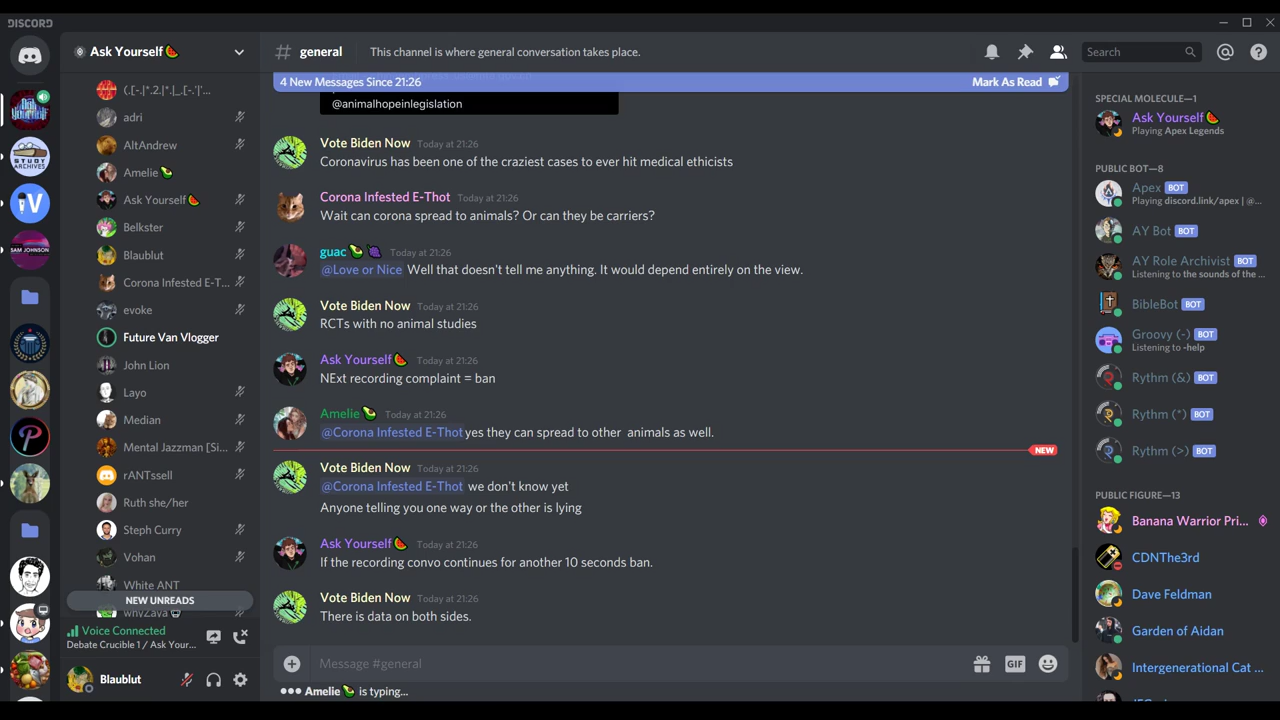 DISCORD
Ask Yourself🍉
(.[-.|*.2.|*.|_.[-.'|'...
adri
AltAndrew
Amelie🥑
Ask Yourself🍉
Belkster
Blaublut
Corona Infested E-T...
evoke
Future Van Vlogger
John Lion
Layo
Median
Mental Jazzman [Si...
rANTssell
Ruth she/her
Steph Curry
Vohan
White ANT
NEW UNREADS
Voice Connected
Debate Crucible 1 / Ask Your...
Blaublut
# general
This channel is where general conversation takes place.
Search
4 New Messages Since 21:26
Mark As Read
@animalhopeinlegislation
Vote Biden Now Today at 21:26
Coronavirus has been one of the craziest cases to ever hit medical ethicists
Corona Infested E-Thot Today at 21:26
Wait can corona spread to animals? Or can they be carriers?
guac🥑🍇 Today at 21:26
@Love or Nice Well that doesn't tell me anything. It would depend entirely on the view.
Vote Biden Now Today at 21:26
RCTs with no animal studies
Ask Yourself🍉 Today at 21:26
NExt recording complaint = ban
Amelie🥑 Today at 21:26
@Corona Infested E-Thot yes they can spread to other animals as well.
NEW
Vote Biden Now Today at 21:26
@Corona Infested E-Thot we don't know yet
Anyone telling you one way or the other is lying
Ask Yourself🍉 Today at 21:26
If the recording convo continues for another 10 seconds ban.
Vote Biden Now Today at 21:26
There is data on both sides.
Message #general
GIF
Amelie🥑 is typing...
SPECIAL MOLECULE—1
Ask Yourself🍉
Playing Apex Legends
PUBLIC BOT—8
Apex BOT
Playing discord.link/apex | @...
AY Bot BOT
AY Role Archivist BOT
Listening to the sounds of the ...
BibleBot BOT
Groovy (-) BOT
Listening to -help
Rythm (&) BOT
Rythm (*) BOT
Rythm (>) BOT
PUBLIC FIGURE—13
Banana Warrior Pri...
CDNThe3rd
Dave Feldman
Garden of Aidan
Intergenerational Cat ...